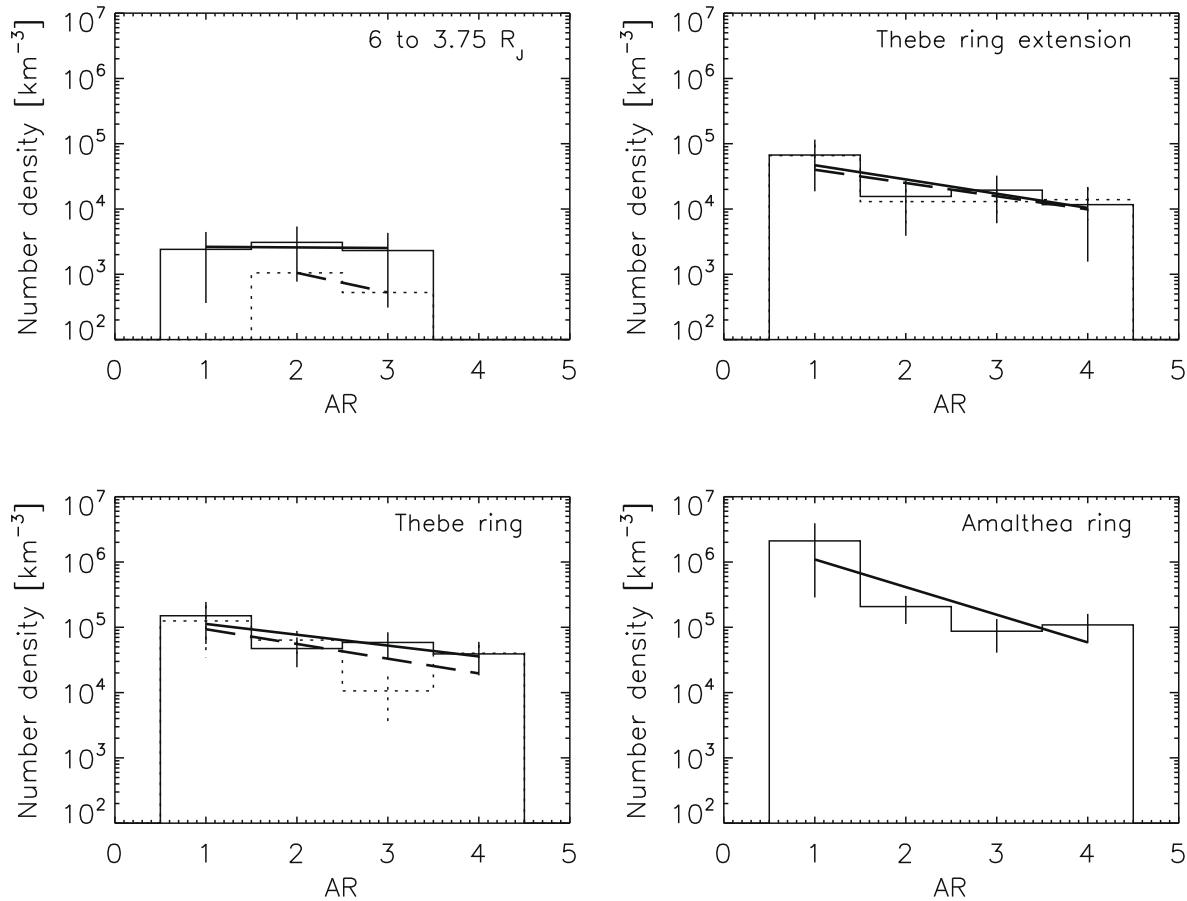 6 to 3.75 R_J
Number density [km⁻³]
10⁷
10⁶
10⁵
10⁴
10³
10²
0 1 2 3 4 5
AR
Thebe ring extension
Number density [km⁻³]
10⁷
10⁶
10⁵
10⁴
10³
10²
0 1 2 3 4 5
AR
Thebe ring
Number density [km⁻³]
10⁷
10⁶
10⁵
10⁴
10³
10²
0 1 2 3 4 5
AR
Amalthea ring
Number density [km⁻³]
10⁷
10⁶
10⁵
10⁴
10³
10²
0 1 2 3 4 5
AR